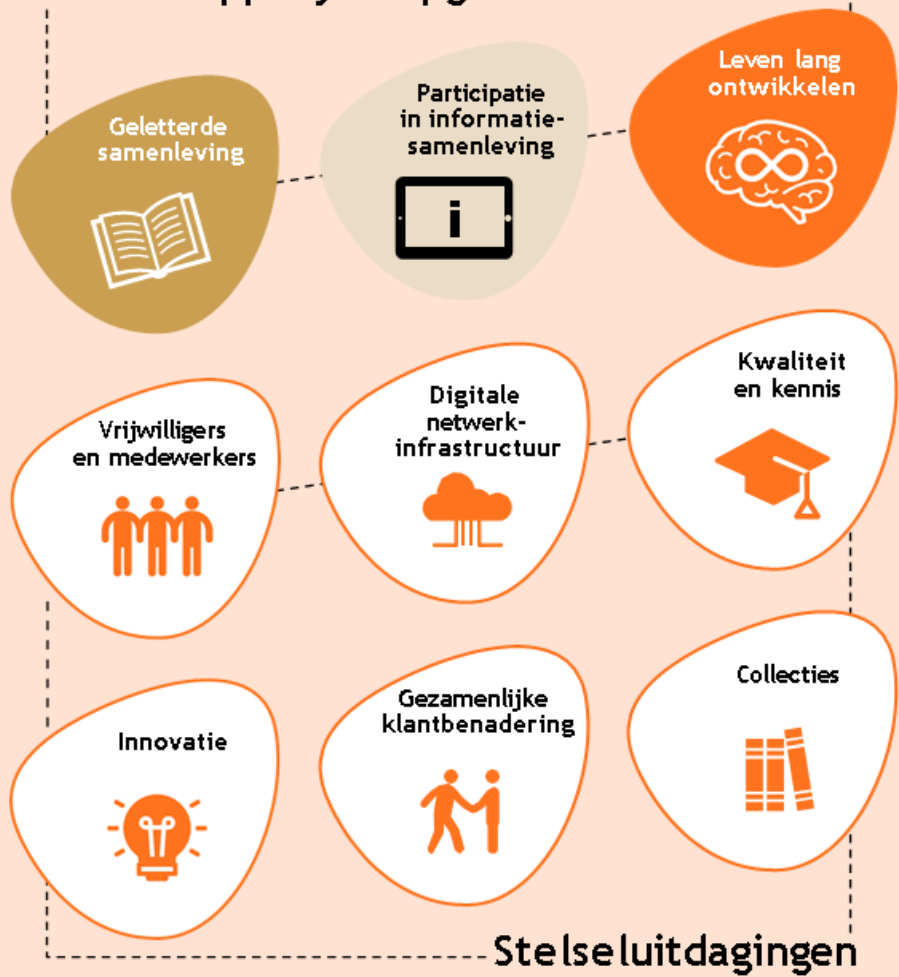 Geletterde
samenleving
Participatie
in informatie-
samenleving
i
Leven lang
ontwikkelen
Vrijwilligers
en medewerkers
Digitale
netwerk-
infrastructuur
Kwaliteit
en kennis
Innovatie
Gezamenlijke
klantbenadering
Collecties
Stelseluitdagingen